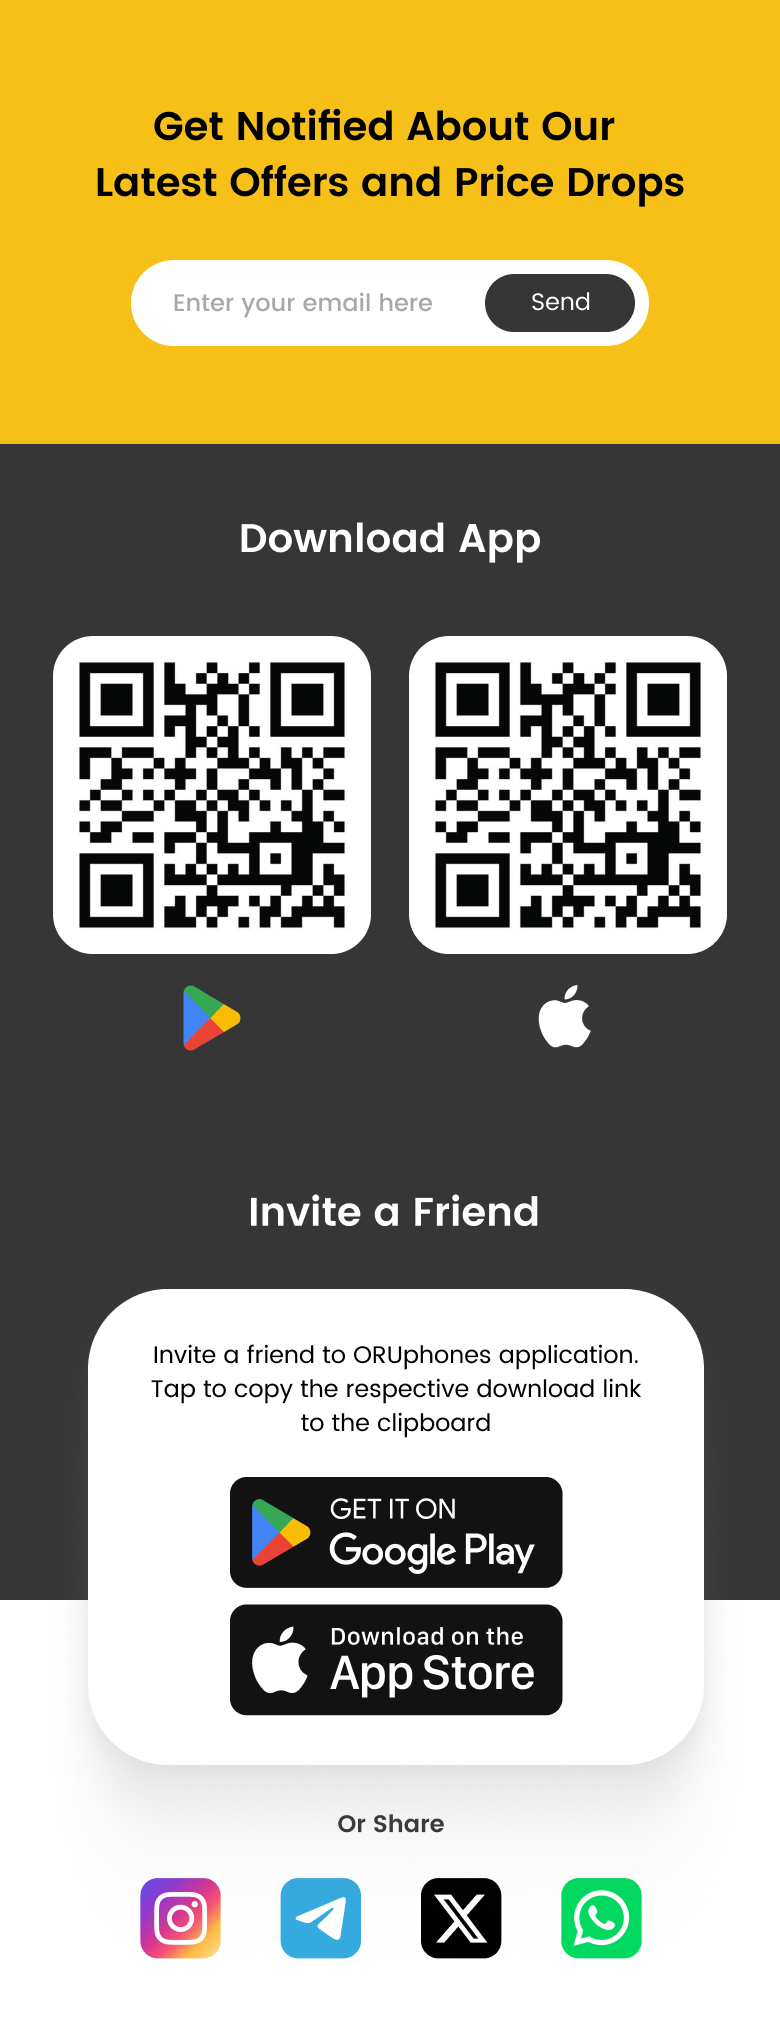 Get Notified About Our
Latest Offers and Price Drops
Enter your email here
Send
Download App
Invite a Friend
Invite a friend to ORUphones application.
Tap to copy the respective download link
to the clipboard
GET IT ON
Google Play
Download on the
App Store
Or Share